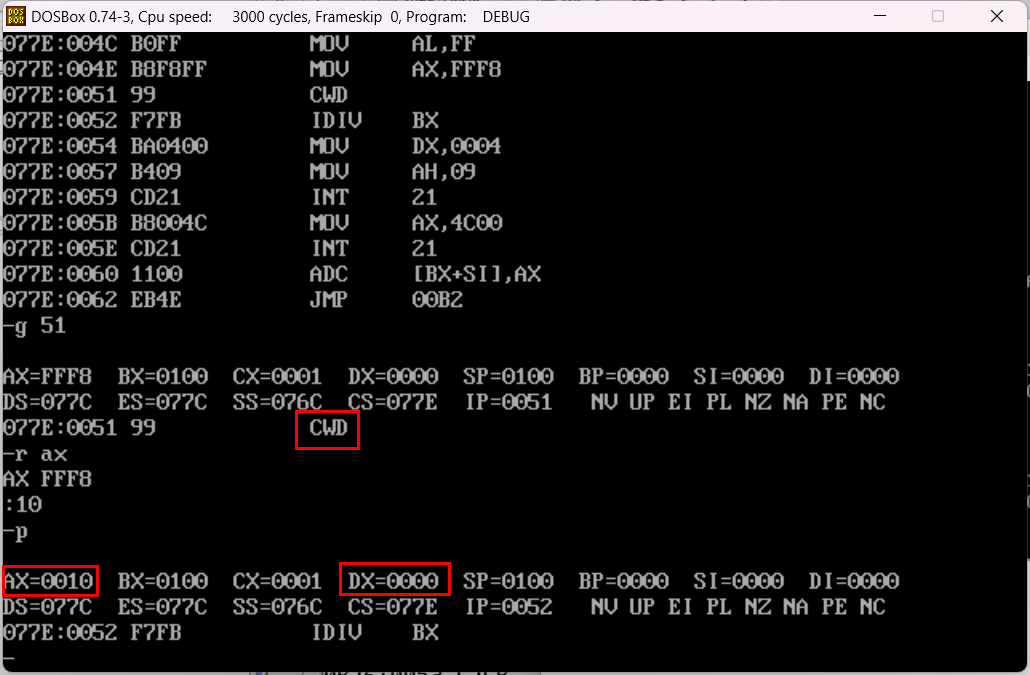 DOSBox 0.74-3, Cpu speed: 3000 cycles, Frameskip 0, Program: DEBUG
077E:004C B0FF MOV AL,FF
077E:004E B8F8FF MOV AX,FFF8
077E:0051 99 CWD
077E:0052 F7FB IDIV BX
077E:0054 BA0400 MOV DX,0004
077E:0057 B409 MOV AH,09
077E:0059 CD21 INT 21
077E:005B B8004C MOV AX,4C00
077E:005E CD21 INT 21
077E:0060 1100 ADC [BX+SI],AX
077E:0062 EB4E JMP 00B2
-g 51
AX=FFF8 BX=0100 CX=0001 DX=0000 SP=0100 BP=0000 SI=0000 DI=0000
DS=077C ES=077C SS=076C CS=077E IP=0051 NV UP EI PL NZ NA PE NC
077E:0051 99 CWD
-r ax
AX FFF8
:10
-p
AX=0010 BX=0100 CX=0001 DX=0000 SP=0100 BP=0000 SI=0000 DI=0000
DS=077C ES=077C SS=076C CS=077E IP=0052 NV UP EI PL NZ NA PE NC
077E:0052 F7FB IDIV BX
-